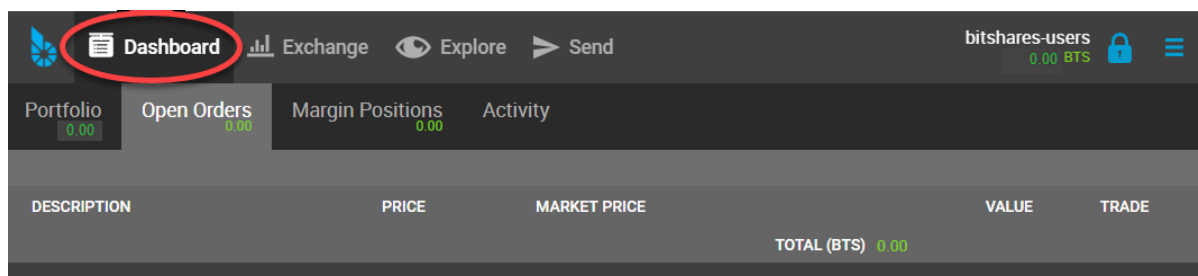 Dashboard Exchange Explore Send bitshares-users
0.00 BTS
Portfolio Open Orders Margin Positions Activity
0.00 0.00 0.00
DESCRIPTION PRICE MARKET PRICE VALUE TRADE
TOTAL (BTS) 0.00